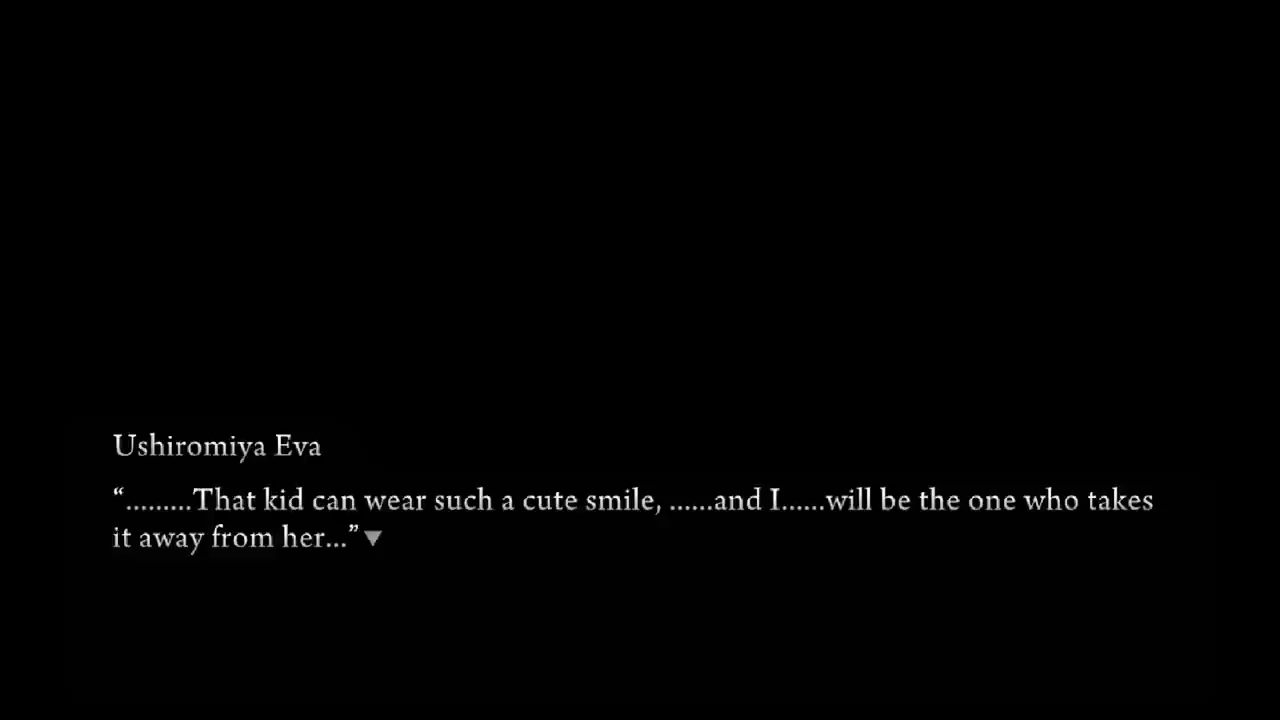 Ushiromiya Eva
“.........That kid can wear such a cute smile, ......and I......will be the one who takes
it away from her...”